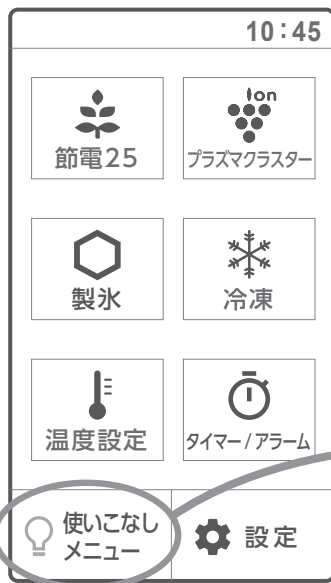 10:45
節電25
Ion
プラズマクラスター
製氷
冷凍
温度設定
タイマー/アラーム
使いこなし
メニュー
設定